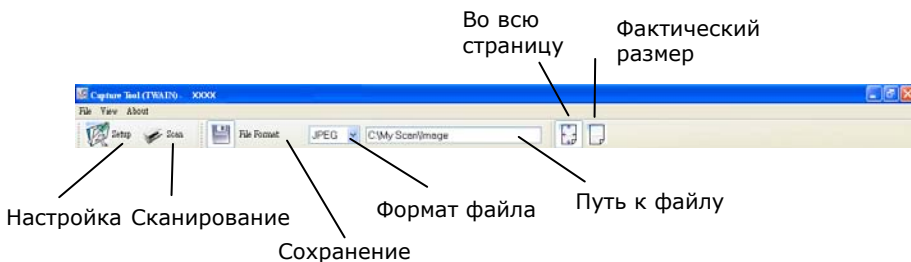 Во всю
страницу
Фактический
размер
Capture Tool (TWAIN) - XXXX
File View About
Setup Scan File Format: JPEG C:\My Scan\Image
Настройка Сканирование
Формат файла
Путь к файлу
Сохранение